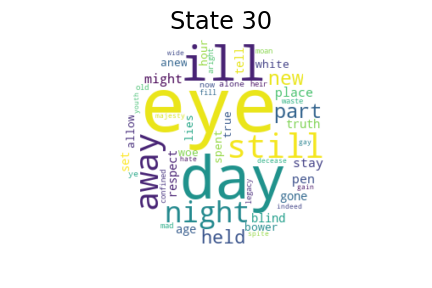 State 30
wide
moan
hour
aright
ill
tell
anew
white
old
might
now
alone
heir
new
youth
fill
waste
majesty
eye
place
part
allow
lies
true
truth
still
gay
set
woe
spent
away
hate
decease
stay
ye
respect
day
confined
legacy
pen
gain
night
gone
indeed
mad
age
held
blind
bower
spite